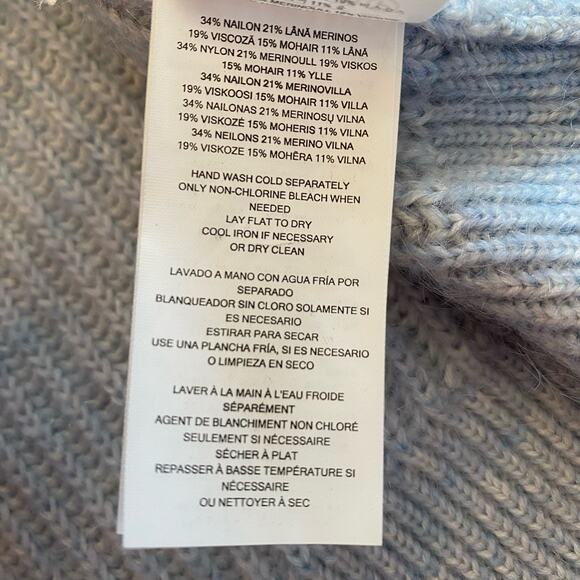 34% NAILON 21% LÂNĂ MERINOS
19% VISCOZĂ 15% MOHAIR 11% LÂNĂ
34% NYLON 21% MERINOULL 19% VISKOS
15% MOHAIR 11% YLLE
34% NAILON 21% MERINOVILLA
19% VISKOOSI 15% MOHAIR 11% VILLA
34% NAILONAS 21% MERINOSŲ VILNA
19% VISKOZĖ 15% MOHERIS 11% VILNA
34% NEILONS 21% MERINO VILNA
19% VISKOZE 15% MOHĒRA 11% VILNA
HAND WASH COLD SEPARATELY
ONLY NON-CHLORINE BLEACH WHEN
NEEDED
LAY FLAT TO DRY
COOL IRON IF NECESSARY
OR DRY CLEAN
LAVADO A MANO CON AGUA FRÍA POR
SEPARADO
BLANQUEADOR SIN CLORO SOLAMENTE SI
ES NECESARIO
ESTIRAR PARA SECAR
USE UNA PLANCHA FRÍA, SI ES NECESARIO
O LIMPIEZA EN SECO
LAVER À LA MAIN À L'EAU FROIDE
SÉPARÉMENT
AGENT DE BLANCHIMENT NON CHLORÉ
SEULEMENT SI NÉCESSAIRE
SÉCHER À PLAT
REPASSER À BASSE TEMPÉRATURE SI
NÉCESSAIRE
OU NETTOYER À SEC